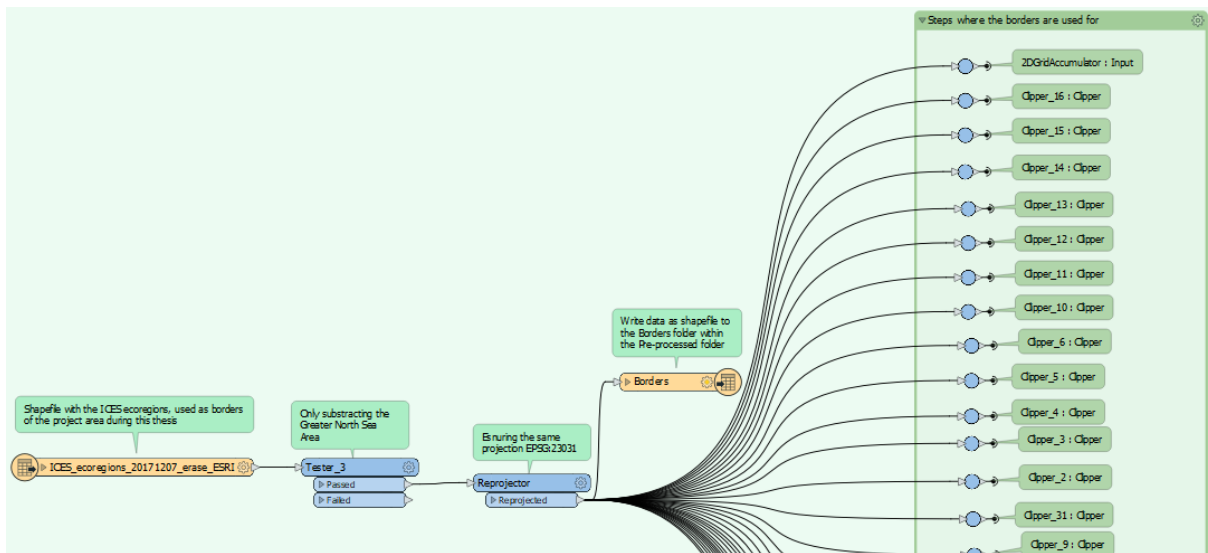 Steps where the borders are used for
2DGridAccumulator : Input
Clipper_16 : Clipper
Clipper_15 : Clipper
Clipper_14 : Clipper
Clipper_13 : Clipper
Clipper_12 : Clipper
Clipper_11 : Clipper
Clipper_10 : Clipper
Clipper_6 : Clipper
Clipper_5 : Clipper
Clipper_4 : Clipper
Clipper_3 : Clipper
Clipper_2 : Clipper
Clipper_31 : Clipper
Clipper_9 : Clipper
Write data as shapefile to
the Borders folder within
the Pre-processed folder
Borders
Shapefile with the ICES ecoregions, used as borders
of the project area during this thesis
ICES_ecoregions_20171207_erase_ESRI
Only substracting the
Greater North Sea
Area
Tester_3
Passed
Failed
Esnuring the same
projection EPSG:23031
Reprojector
Reprojected